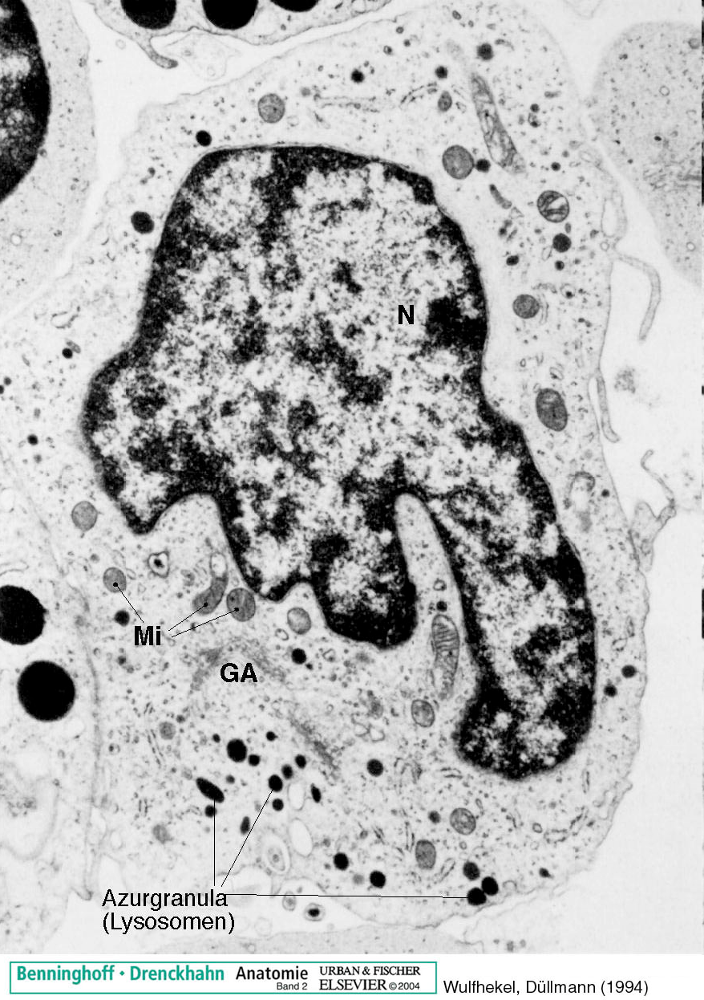 N
Mi
GA
Azurgranula
(Lysosomen)
Benninghoff • Drenckhahn Anatomie Band 2 URBAN & FISCHER ELSEVIER ©2004
Wulfhekel, Düllmann (1994)